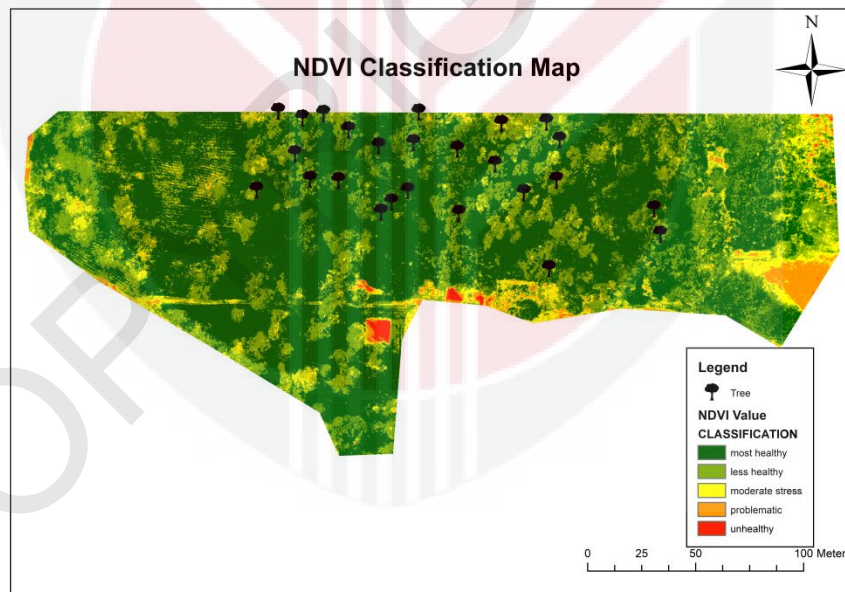 N
NDVI Classification Map
Legend
Tree
NDVI Value
CLASSIFICATION
most healthy
less healthy
moderate stress
problematic
unhealthy
0 25 50 100 Meter